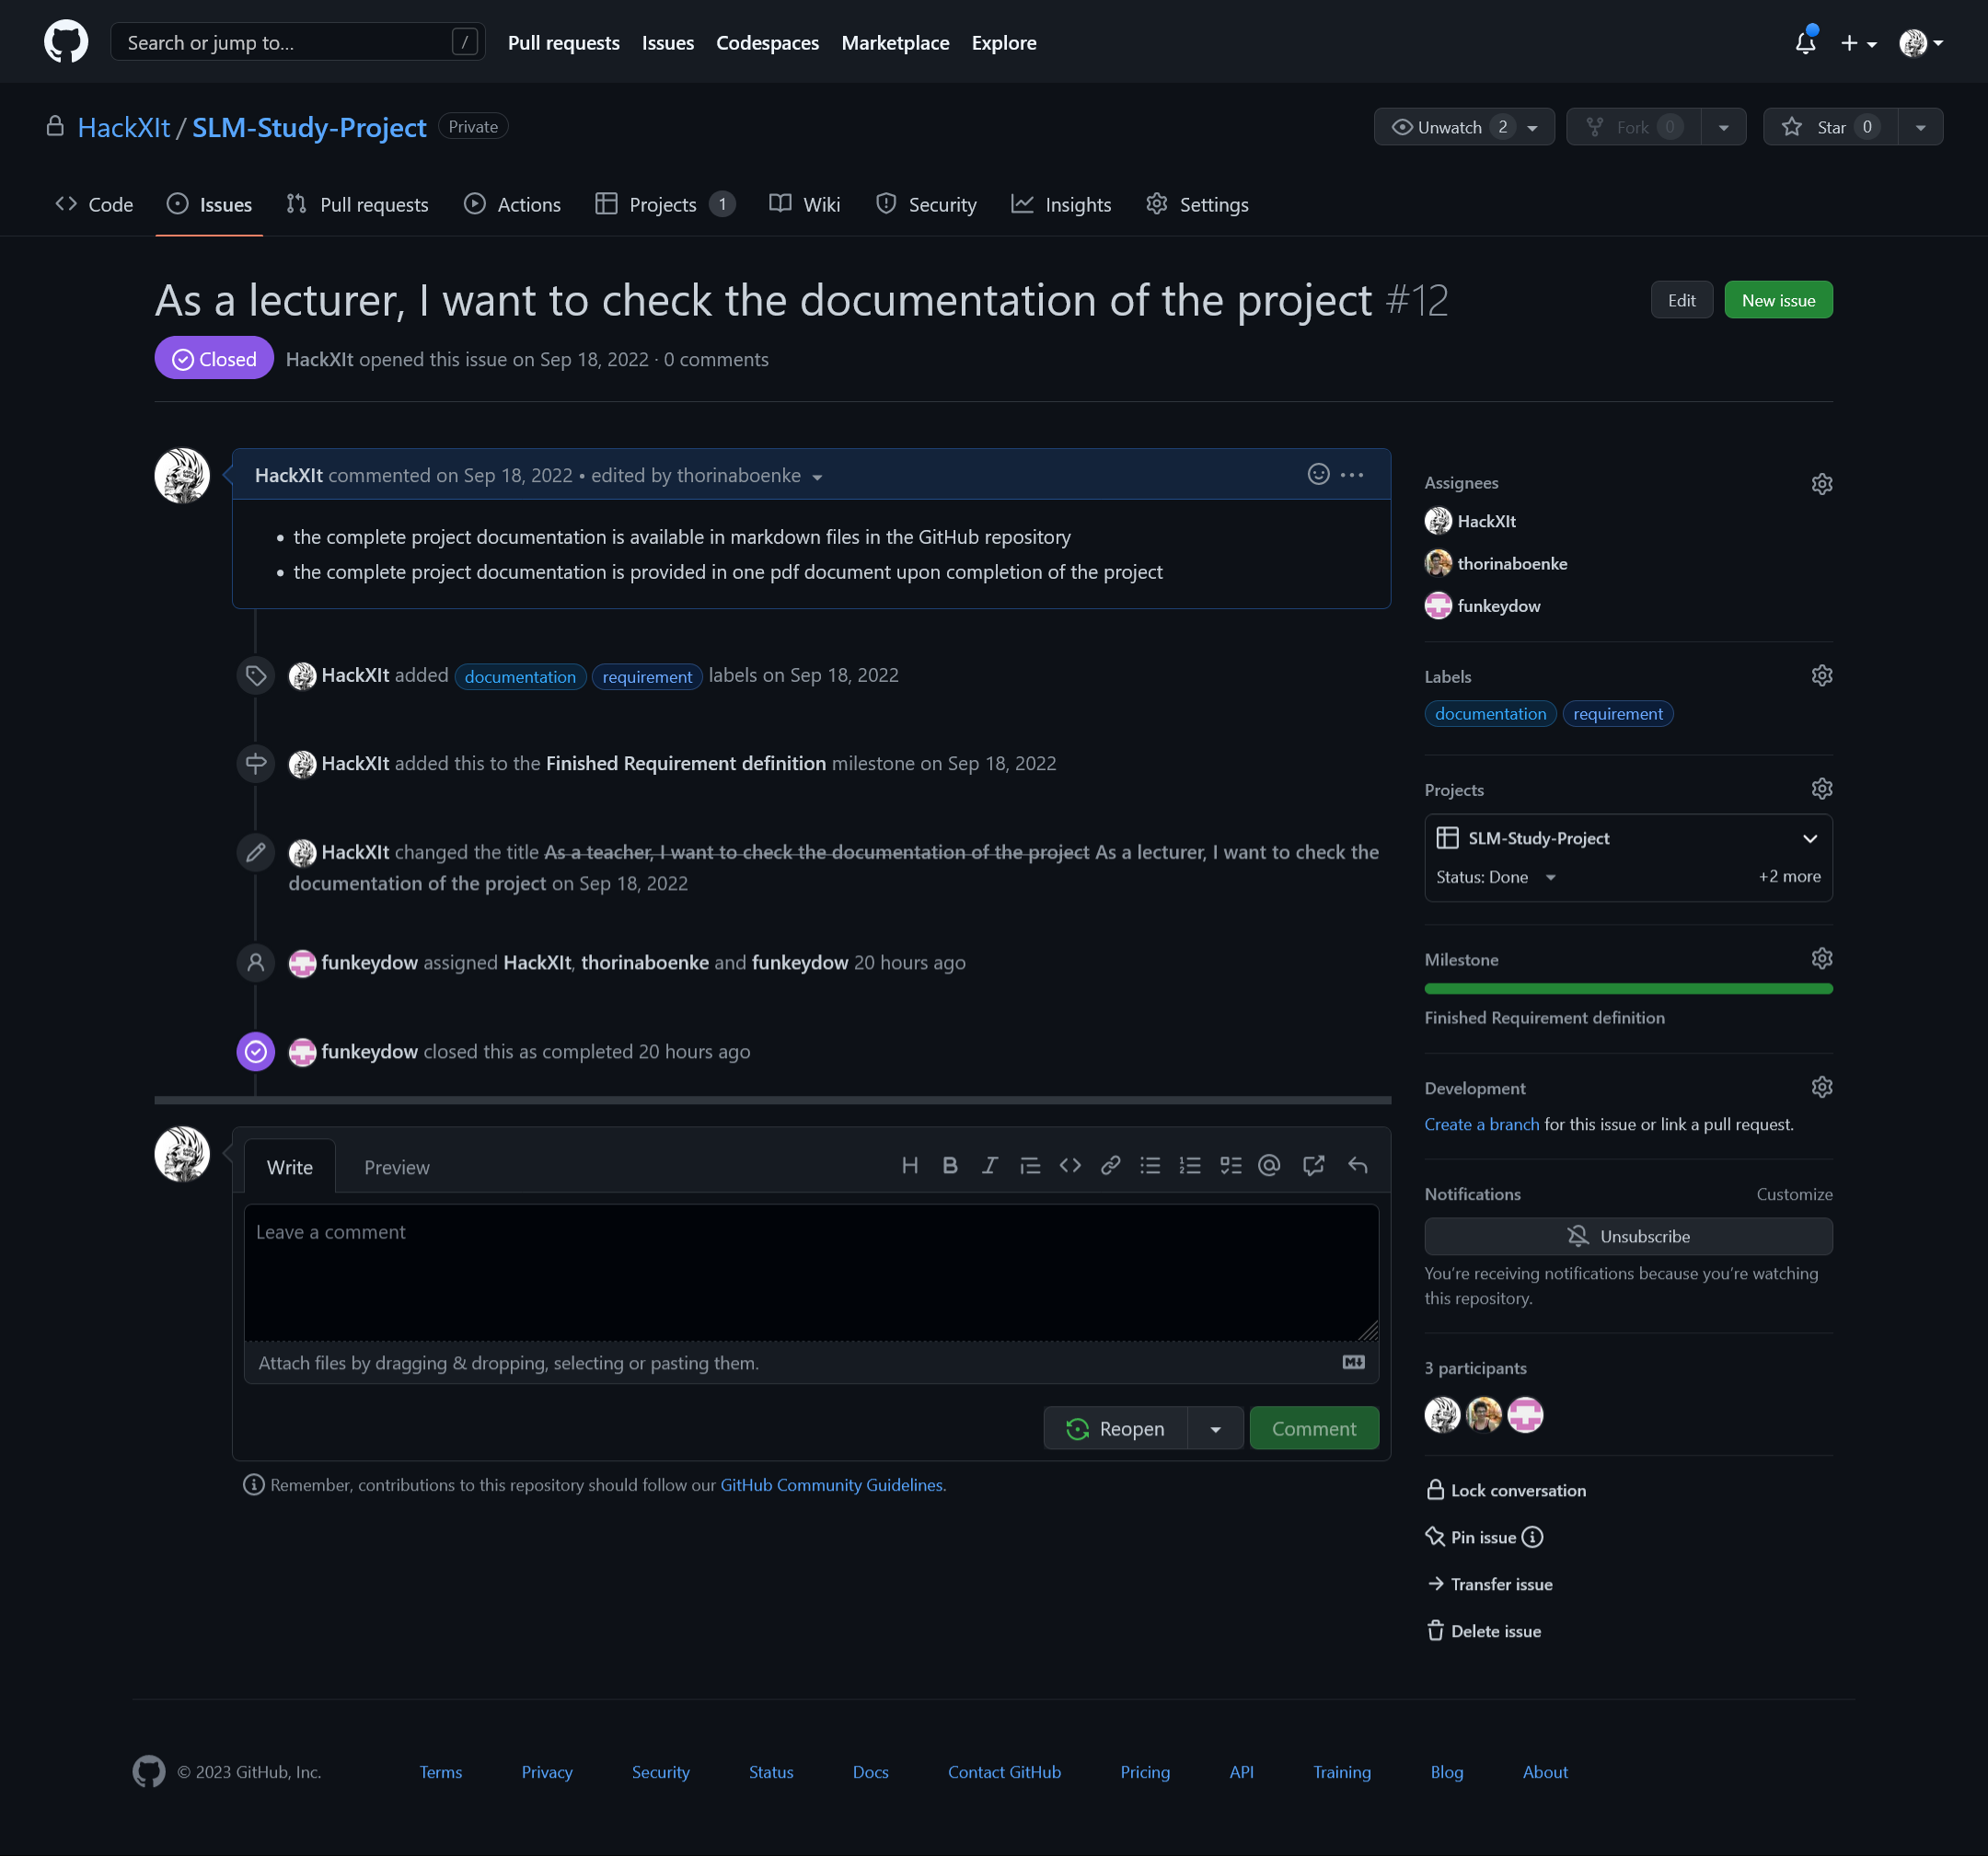 Search or jump to... /
Pull requests Issues Codespaces Marketplace Explore
HackXIt / SLM-Study-Project Private
Unwatch 2 Fork 0 Star 0
Code Issues Pull requests Actions Projects 1 Wiki Security Insights Settings
As a lecturer, I want to check the documentation of the project #12
Edit New issue
Closed HackXIt opened this issue on Sep 18, 2022 · 0 comments
HackXIt commented on Sep 18, 2022 • edited by thorinaboenke
• the complete project documentation is available in markdown files in the GitHub repository
• the complete project documentation is provided in one pdf document upon completion of the project
HackXIt added documentation requirement labels on Sep 18, 2022
HackXIt added this to the Finished Requirement definition milestone on Sep 18, 2022
HackXIt changed the title As a teacher, I want to check the documentation of the project As a lecturer, I want to check the
documentation of the project on Sep 18, 2022
funkeydow assigned HackXIt, thorinaboenke and funkeydow 20 hours ago
funkeydow closed this as completed 20 hours ago
Write Preview
H B I
Leave a comment
Attach files by dragging & dropping, selecting or pasting them.
Reopen Comment
Remember, contributions to this repository should follow our GitHub Community Guidelines.
Assignees
HackXIt
thorinaboenke
funkeydow
Labels
documentation requirement
Projects
SLM-Study-Project
Status: Done +2 more
Milestone
Finished Requirement definition
Development
Create a branch for this issue or link a pull request.
Notifications Customize
Unsubscribe
You're receiving notifications because you're watching
this repository.
3 participants
Lock conversation
Pin issue
Transfer issue
Delete issue
© 2023 GitHub, Inc. Terms Privacy Security Status Docs Contact GitHub Pricing API Training Blog About